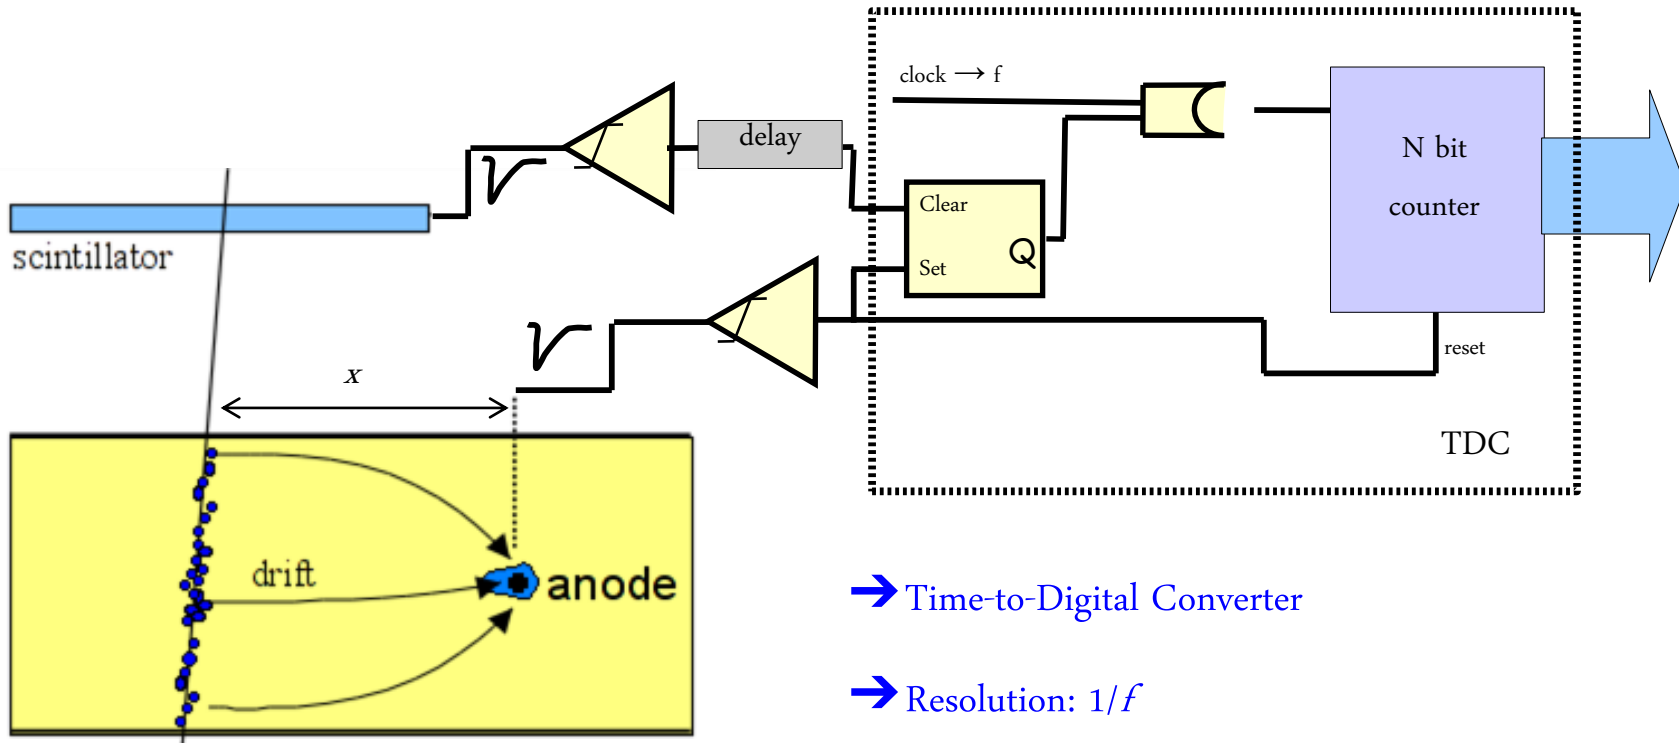 clock → f
delay
N bit
counter
Clear
Q
Set
scintillator
reset
x
TDC
drift
anode
➔ Time-to-Digital Converter
➔ Resolution: 1/f